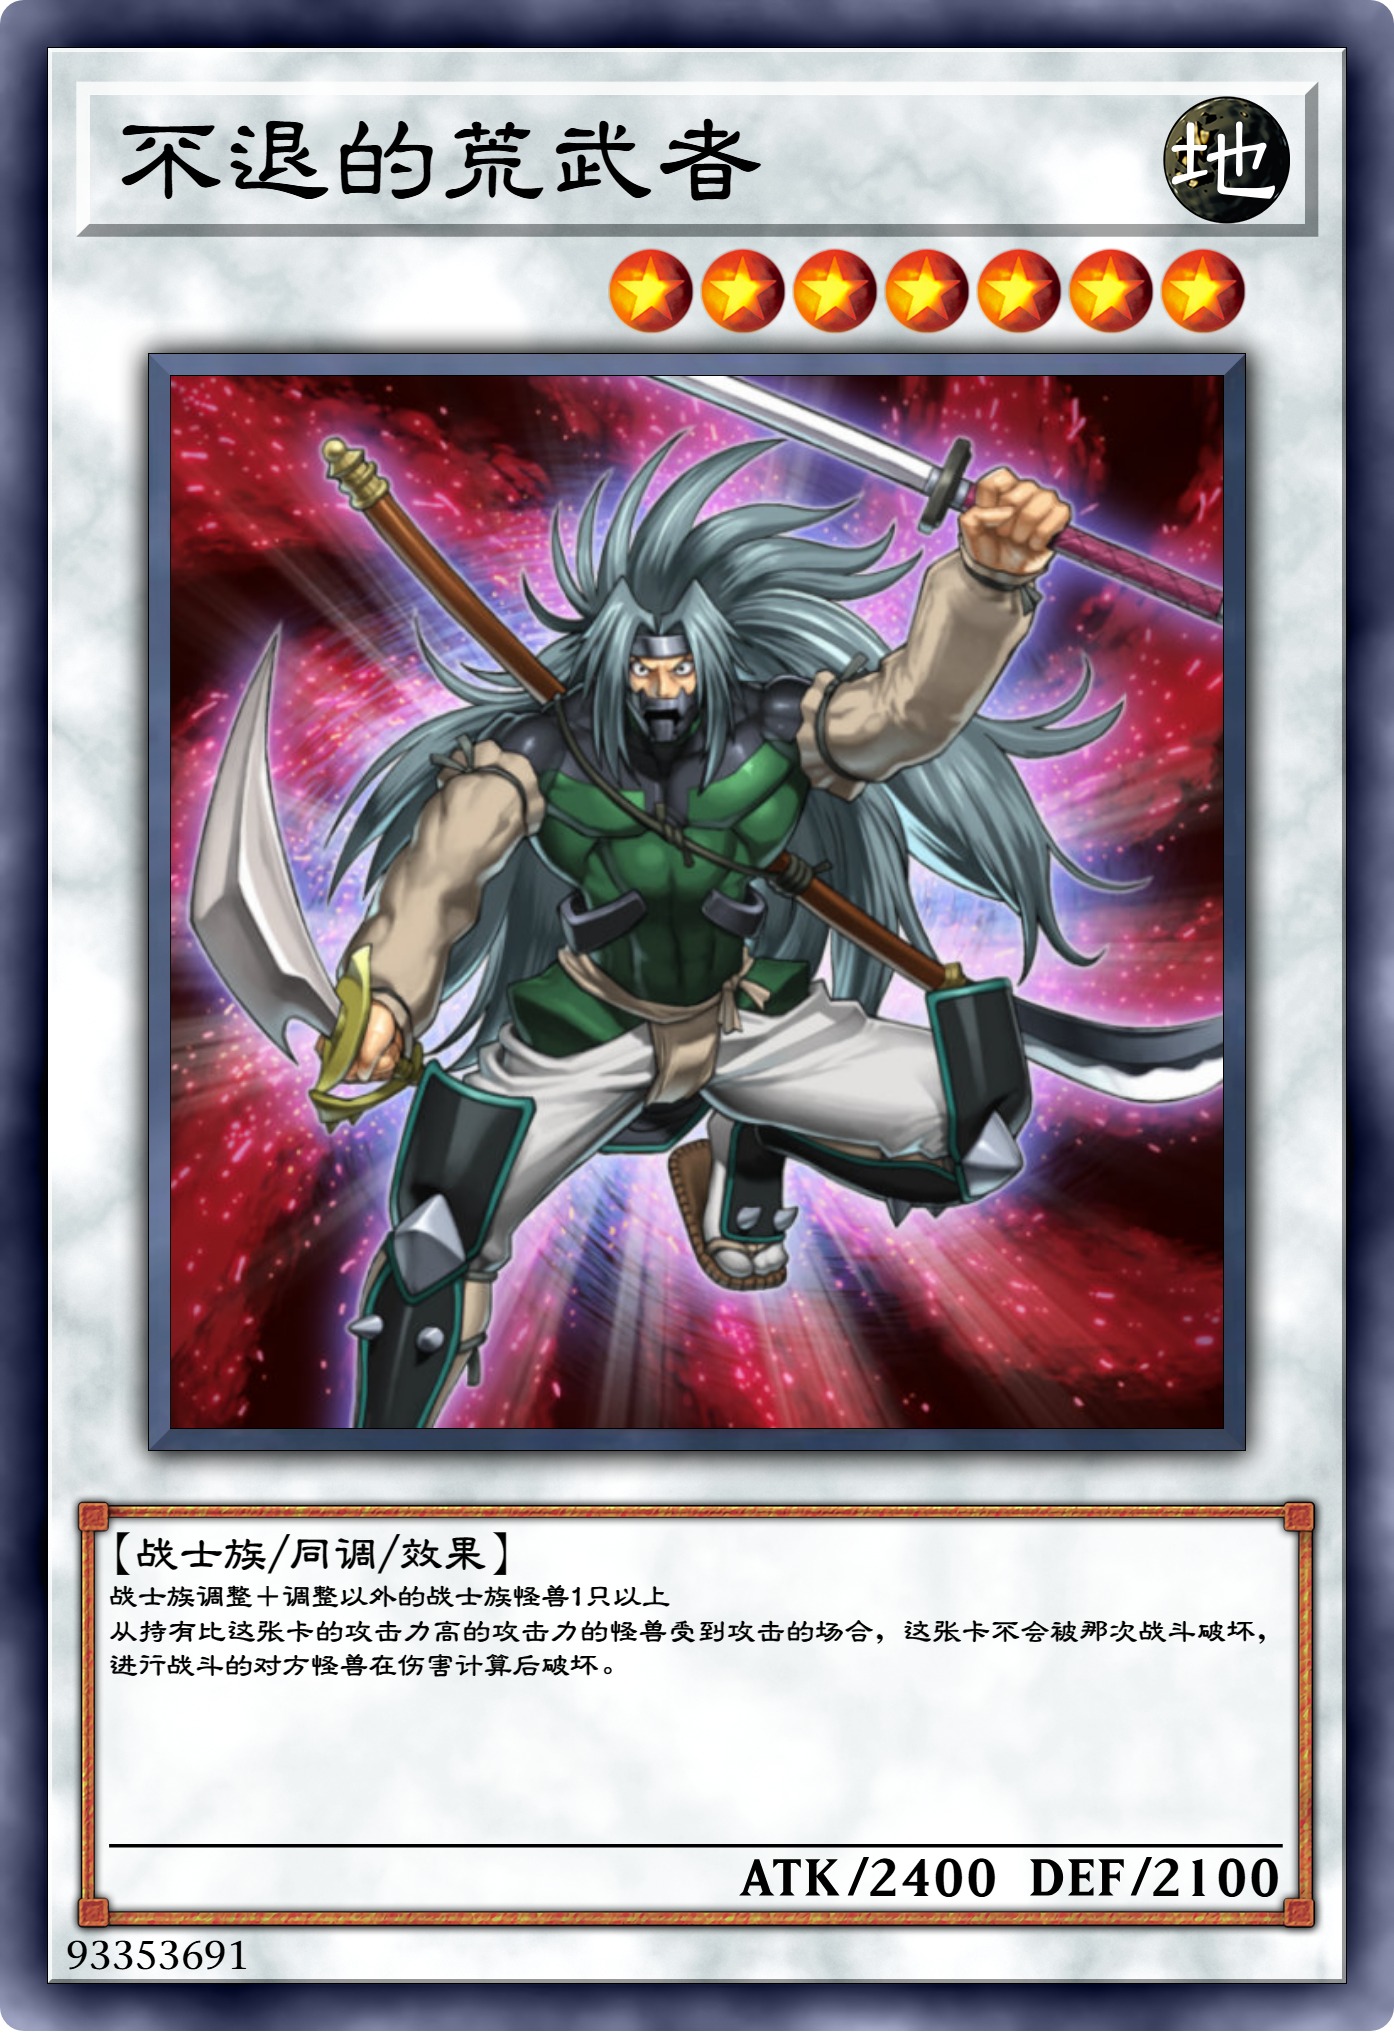 不退的荒武者
地
【战士族/同调/效果】
战士族调整＋调整以外的战士族怪兽1只以上
从持有比这张卡的攻击力高的攻击力的怪兽受到攻击的场合，这张卡不会被那次战斗破坏，
进行战斗的对方怪兽在伤害计算后破坏。
ATK/2400 DEF/2100
93353691